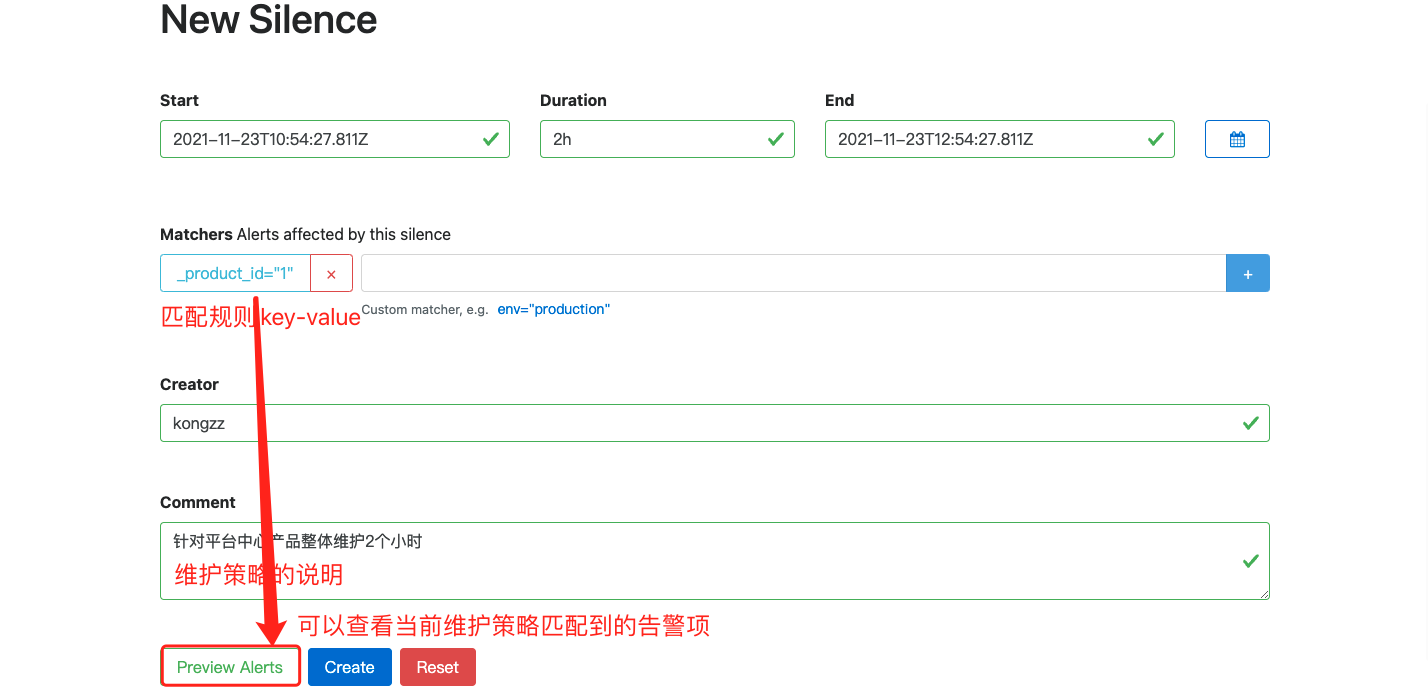 New Silence
Start Duration End
2021-11-23T10:54:27.811Z 2h 2021-11-23T12:54:27.811Z
Matchers Alerts affected by this silence
_product_id="1" × +
匹配规则key-value Custom matcher, e.g. env="production"
Creator
kongzz
Comment
针对平台中心产品整体维护2个小时
维护策略的说明
可以查看当前维护策略匹配到的告警项
Preview Alerts Create Reset